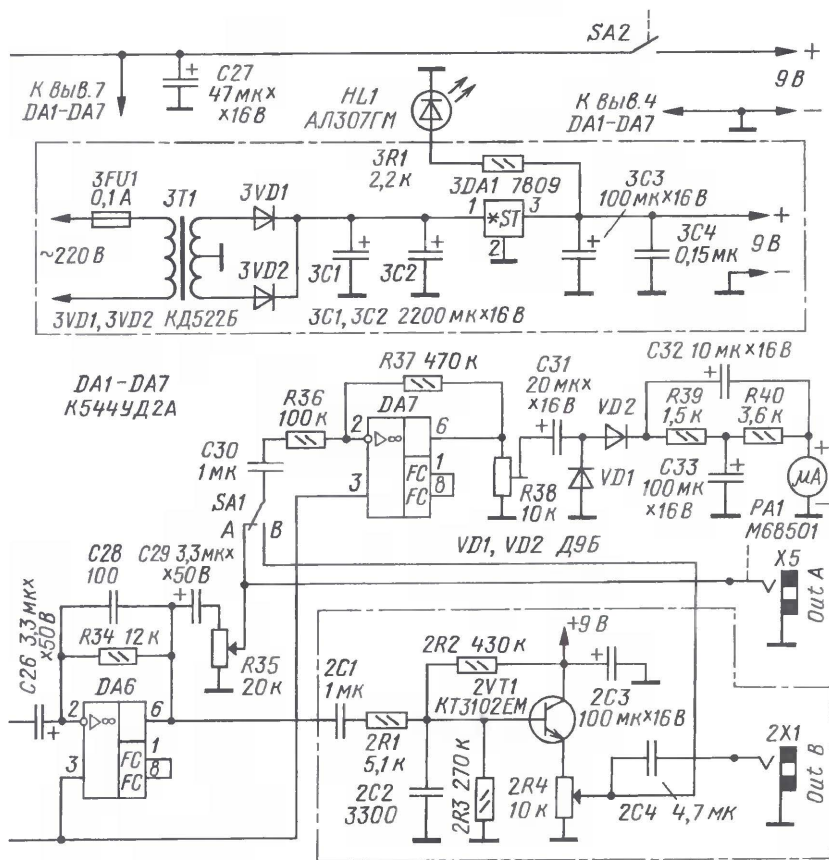 SA2
+
9 В
C27
47 мк×
×16 В
К выв.7
DA1-DA7
HL1
АЛ307ГМ
К выв.4
DA1-DA7
-
3R1
2,2 к
3DA1 7809
3C3
100 мк×16 В
3FU1
0,1 А
3T1
3VD1
1
*ST
3
2
+
9 В
3C4
0,15 мк
~220 В
3VD2
3C1
3C2
-
3VD1, 3VD2 КД522Б
3C1, 3C2 2200 мк×16 В
DA1-DA7
К544УД2А
R37 470 к
R36
100 к
DA7
C31
20 мк×
×16 В
VD2
C32 10 мк×16 В
R39
1,5 к
R40
3,6 к
C30
1 мк
2
▷∞
6
1
FC
FC
8
3
R38
10 к
VD1
C33
100 мк×
×16 В
+
μA
-
PA1
М68501
SA1
A
B
VD1, VD2 Д9Б
X5
Out A
C28
100
C29 3,3 мк×
×50 В
C26 3,3 мк×
×50 В
R34 12 к
R35
20 к
DA6
2
▷∞
6
1
FC
FC
8
3
2C1
1 мк
2R1
5,1 к
2R2 430 к
+9 В
2VT1
КТ3102ЕМ
2C3
100 мк×16 В
2C2
3300
2R3 270 к
2R4
10 к
2C4 4,7 мк
2X1
Out B